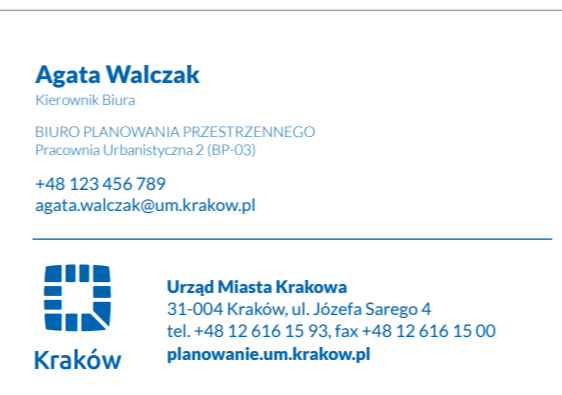 Agata Walczak
Kierownik Biura
BIURO PLANOWANIA PRZESTRZENNEGO
Pracownia Urbanistyczna 2 (BP-03)
+48 123 456 789
agata.walczak@um.krakow.pl
Kraków
Urząd Miasta Krakowa
31-004 Kraków, ul. Józefa Sarego 4
tel. +48 12 616 15 93, fax +48 12 616 15 00
planowanie.um.krakow.pl